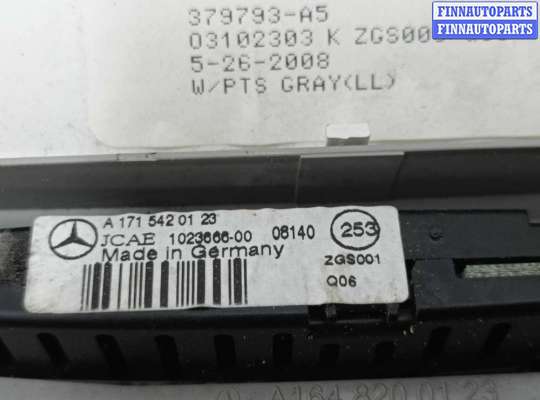 379793-A5
FINNAUTOPARTS
FINNAUTOPARTS
FINNAUTOPARTS
03102303 K ZGS00
5-26-2008
W/PTS GRAY(LL)
A 171 542 01 23
JCAE 1023666-00 08140 253
Made in Germany ZGS001
Q06
A164 820 01 23